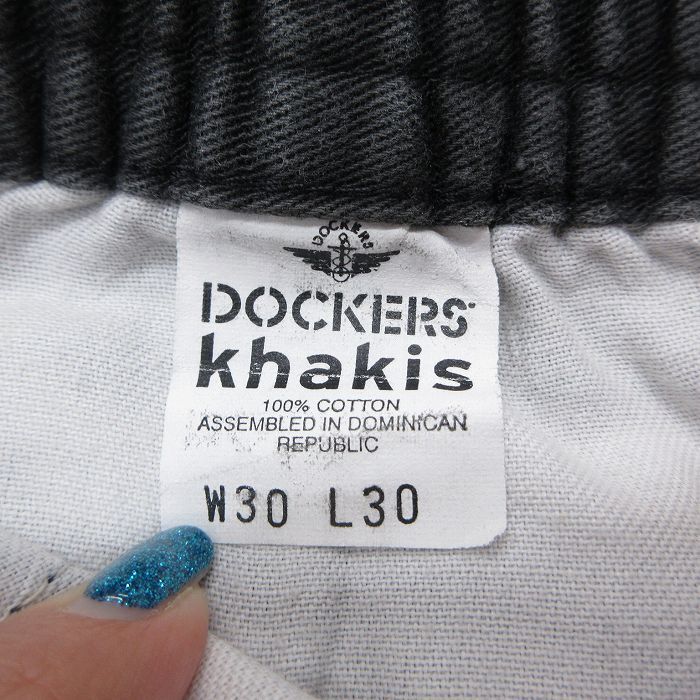 DOCKERS
DOCKERS
khakis
100% COTTON
ASSEMBLED IN DOMINICAN
REPUBLIC
W30 L30